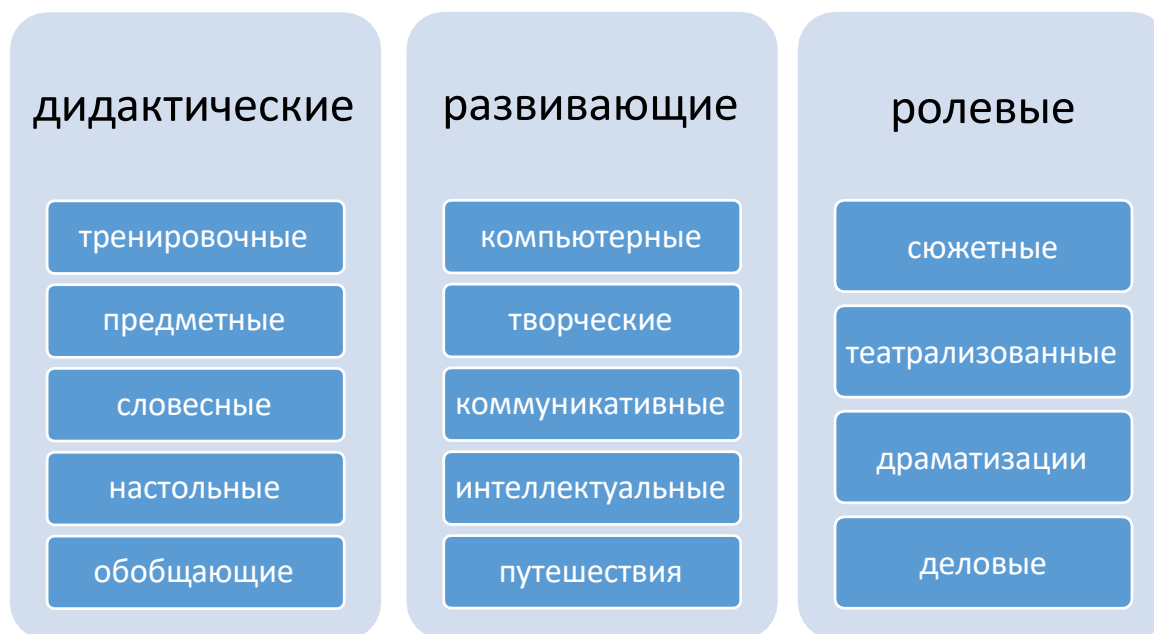 дидактические
тренировочные
предметные
словесные
настольные
обобщающие
развивающие
компьютерные
творческие
коммуникативные
интеллектуальные
путешествия
ролевые
сюжетные
театрализованные
драматизации
деловые